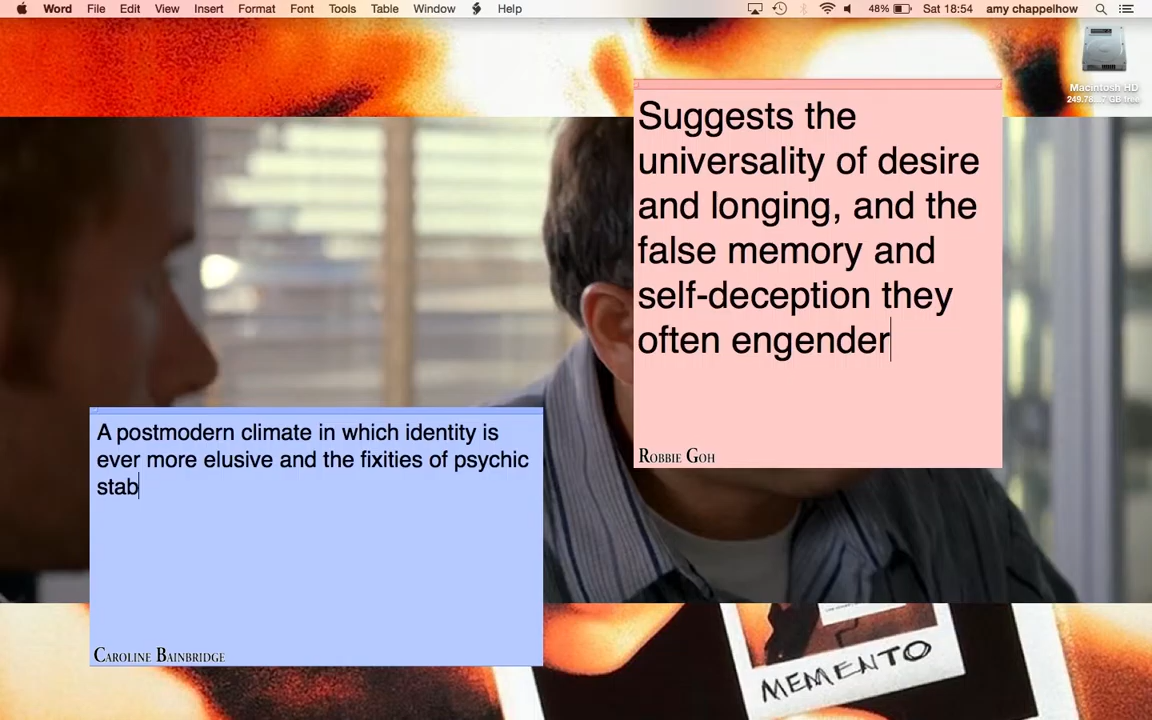 Word File Edit View Insert Format Font Tools Table Window Help 48% Sat 18:54 amy chappelhow
Macintosh HD
Suggests the
universality of desire
and longing, and the
false memory and
self-deception they
often engender
Robbie Goh
A postmodern climate in which identity is
ever more elusive and the fixities of psychic
stab
Caroline Bainbridge
MEMENTO